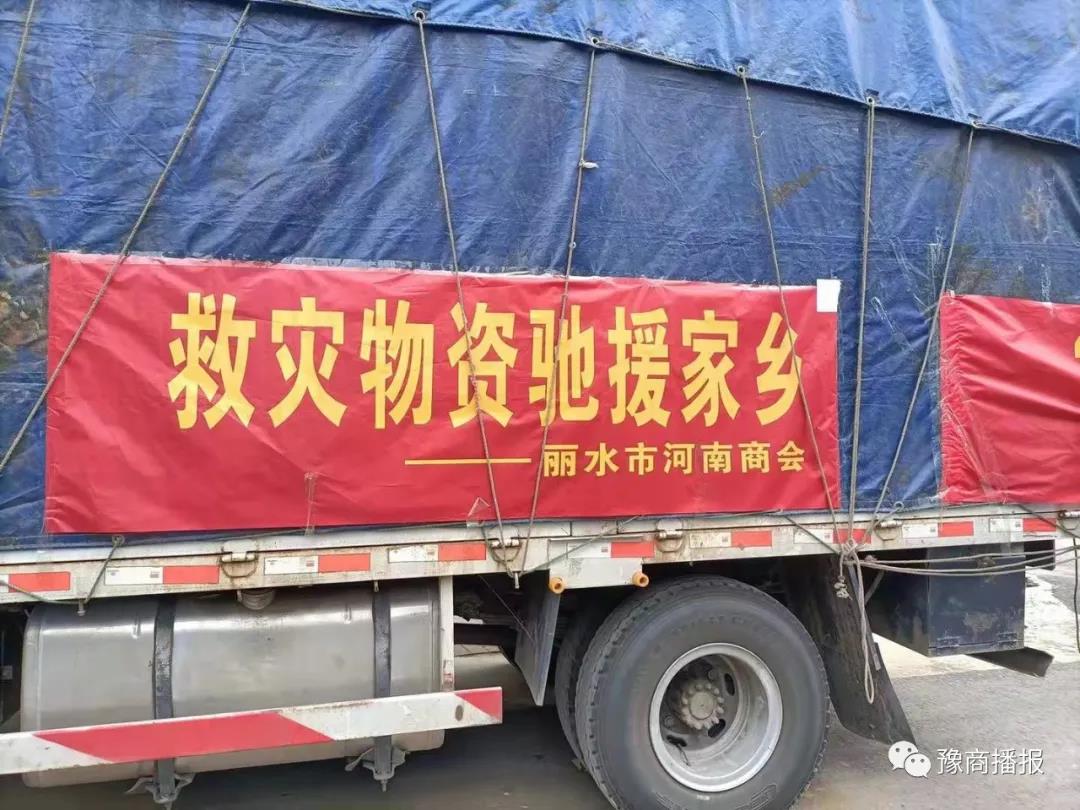 救灾物资驰援家乡
——丽水市河南商会
豫商播报